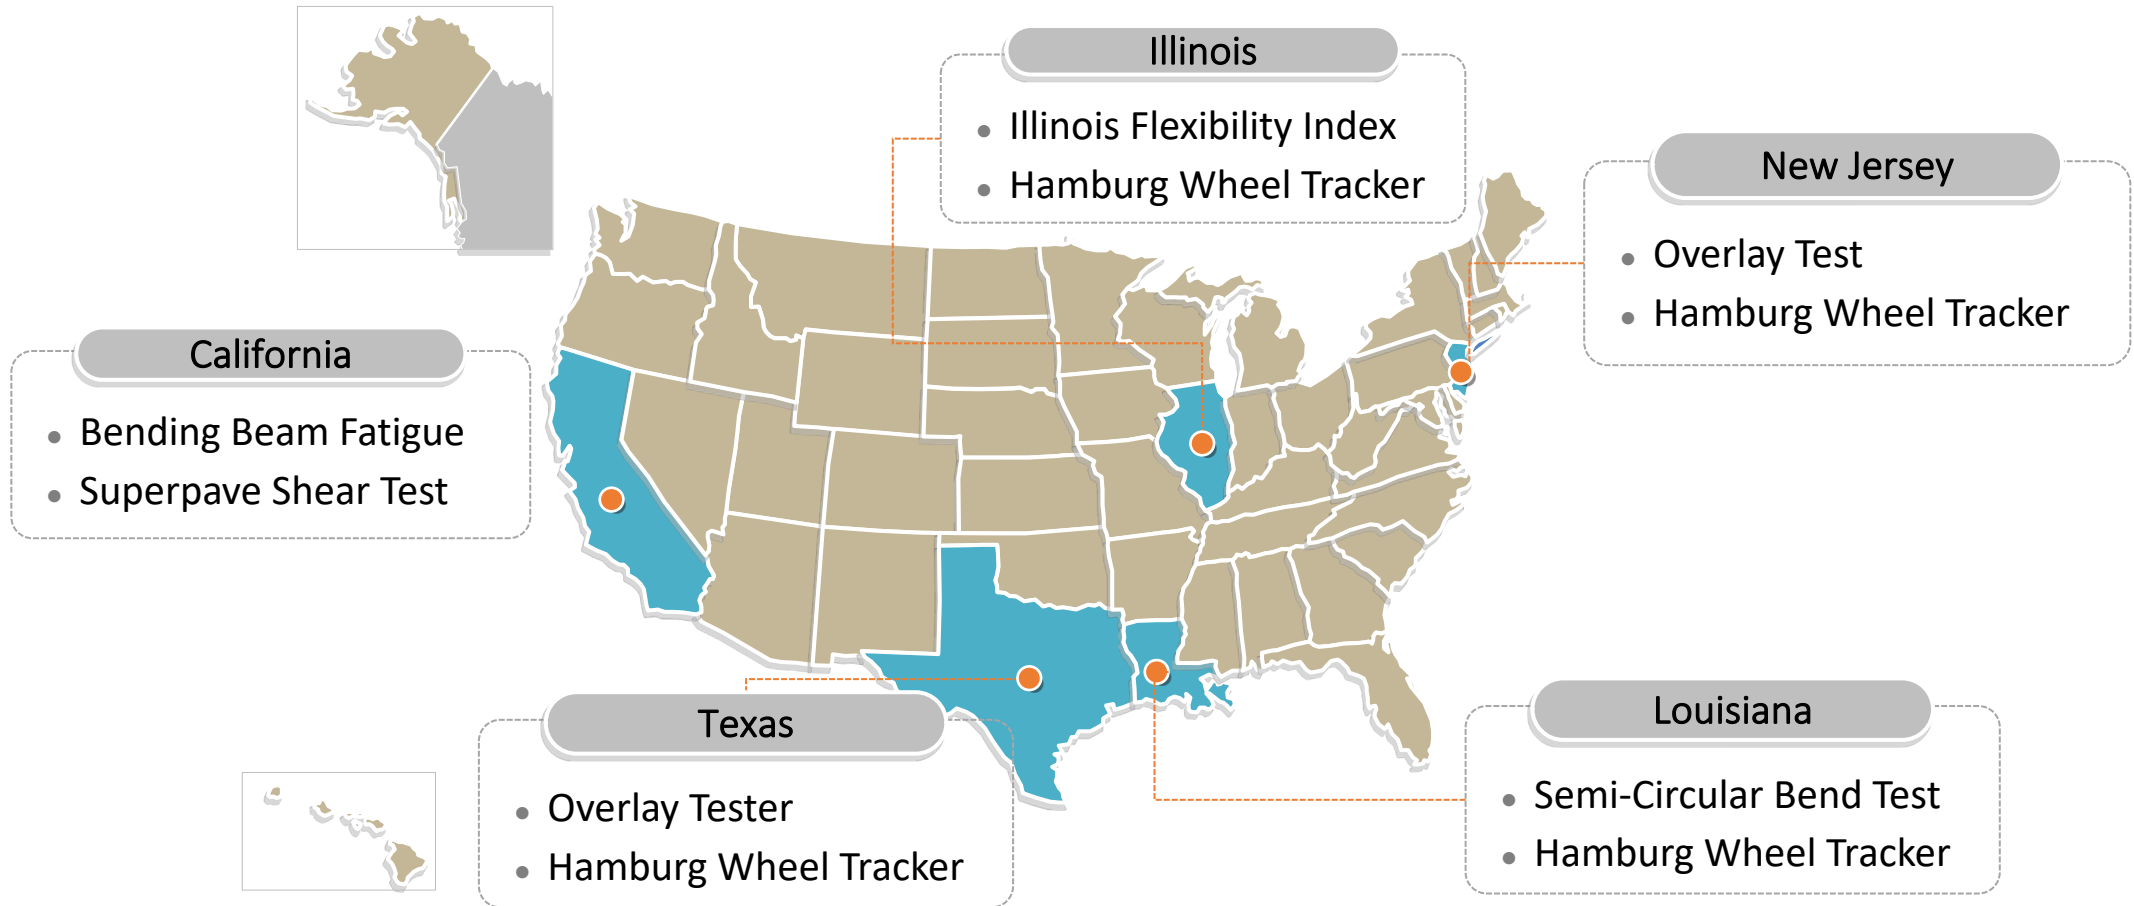 Illinois
• Illinois Flexibility Index
• Hamburg Wheel Tracker
New Jersey
• Overlay Test
• Hamburg Wheel Tracker
California
• Bending Beam Fatigue
• Superpave Shear Test
Texas
• Overlay Tester
• Hamburg Wheel Tracker
Louisiana
• Semi-Circular Bend Test
• Hamburg Wheel Tracker